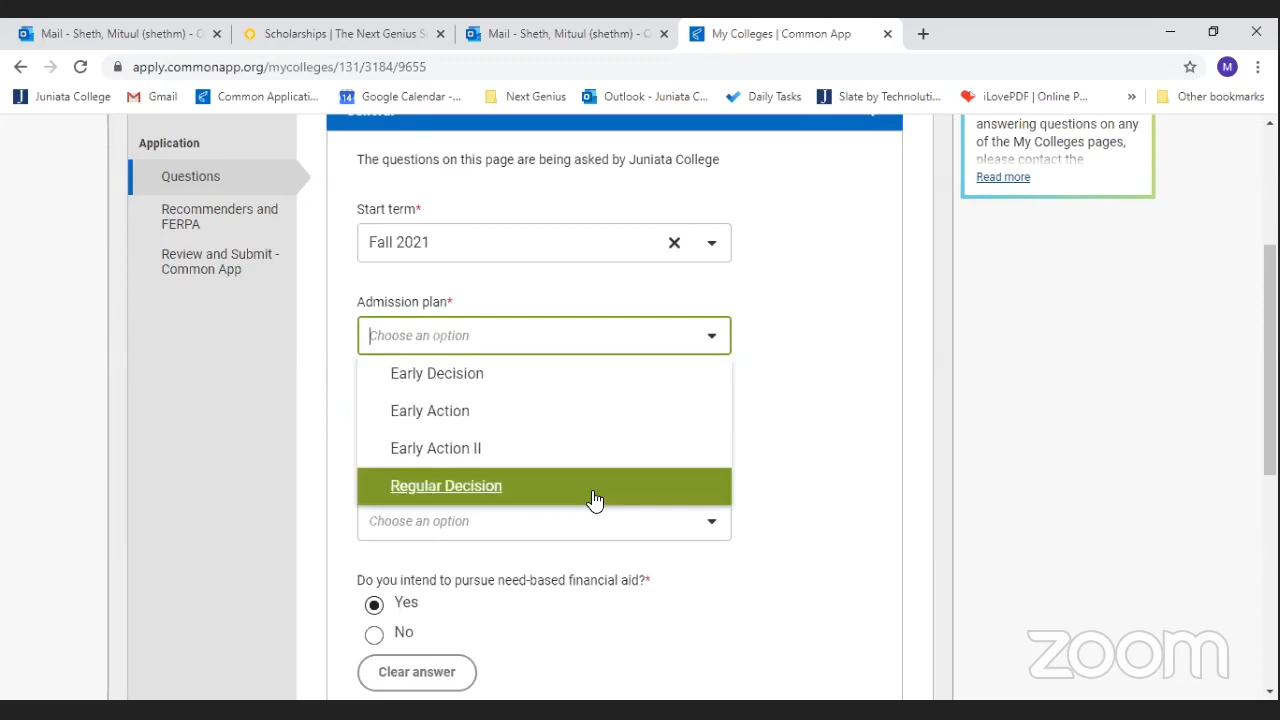 Mail - Sheth, Mituul (shethm) - C
Scholarships | The Next Genius S
Mail - Sheth, Mituul (shethm) - C
My Colleges | Common App
apply.commonapp.org/mycolleges/131/3184/9655
M
Juniata College
Gmail
Common Applicati...
14
Google Calendar -...
Next Genius
Outlook - Juniata C...
Daily Tasks
Slate by Technoluti...
iLovePDF | Online P...
»
Other bookmarks
Application
Questions
Recommenders and
FERPA
Review and Submit -
Common App
General
The questions on this page are being asked by Juniata College
Start term*
Fall 2021
Admission plan*
Choose an option
Early Decision
Early Action
Early Action II
Regular Decision
Choose an option
Do you intend to pursue need-based financial aid?*
Yes
No
Clear answer
answering questions on any
of the My Colleges pages,
please contact the
Read more
zoom